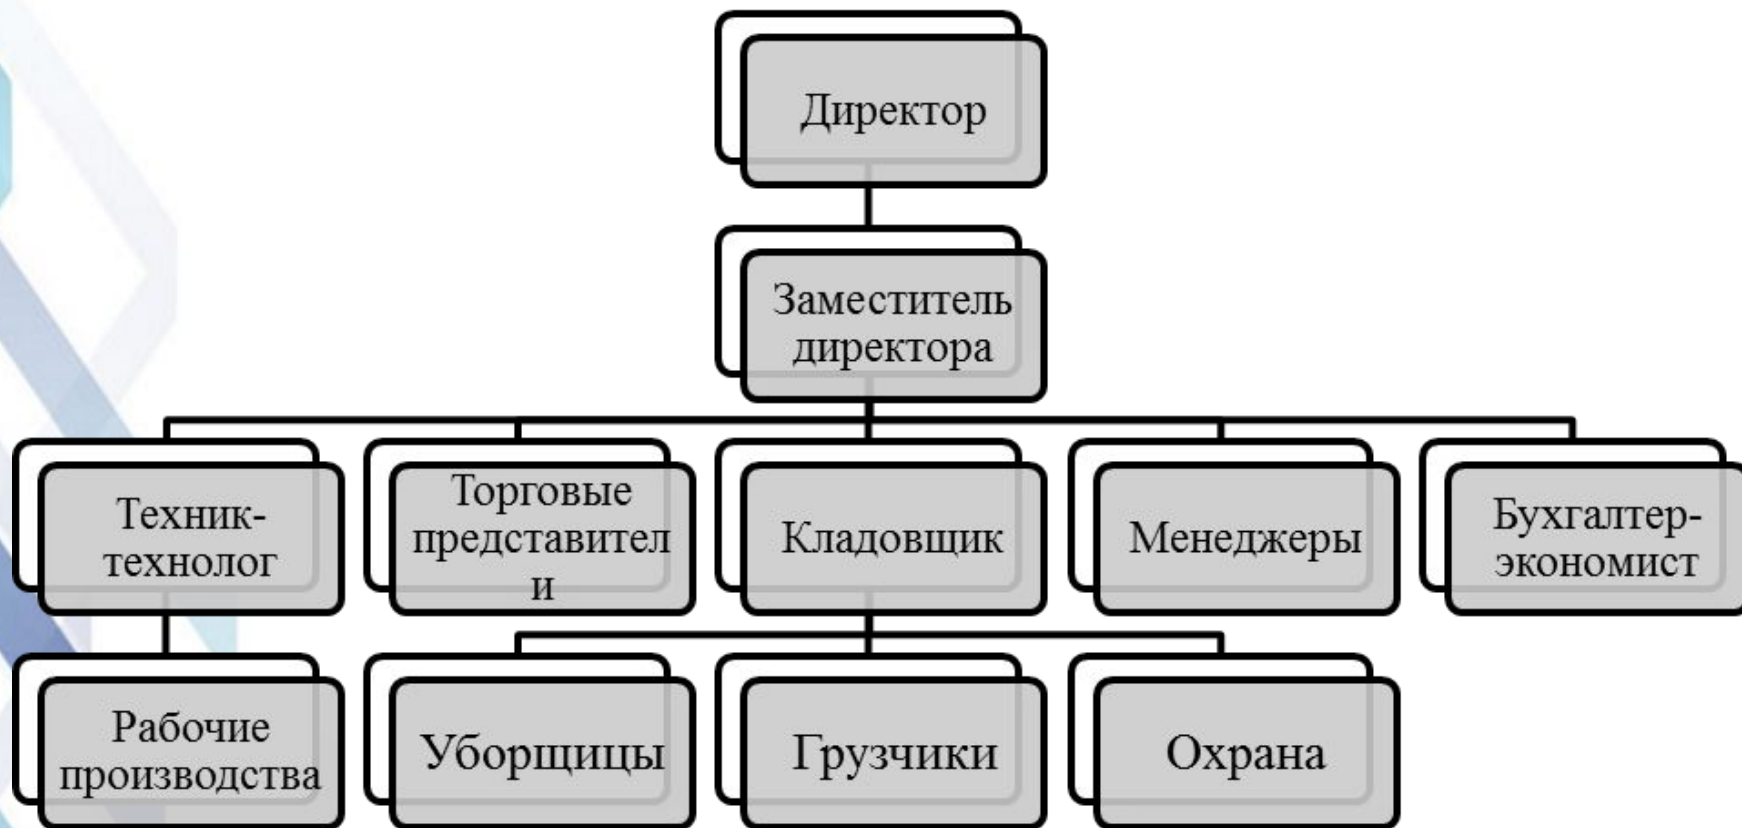 Директор
Заместитель
директора
Техник-
технолог
Торговые
представител
и
Кладовщик
Менеджеры
Бухгалтер-
экономист
Рабочие
производства
Уборщицы
Грузчики
Охрана